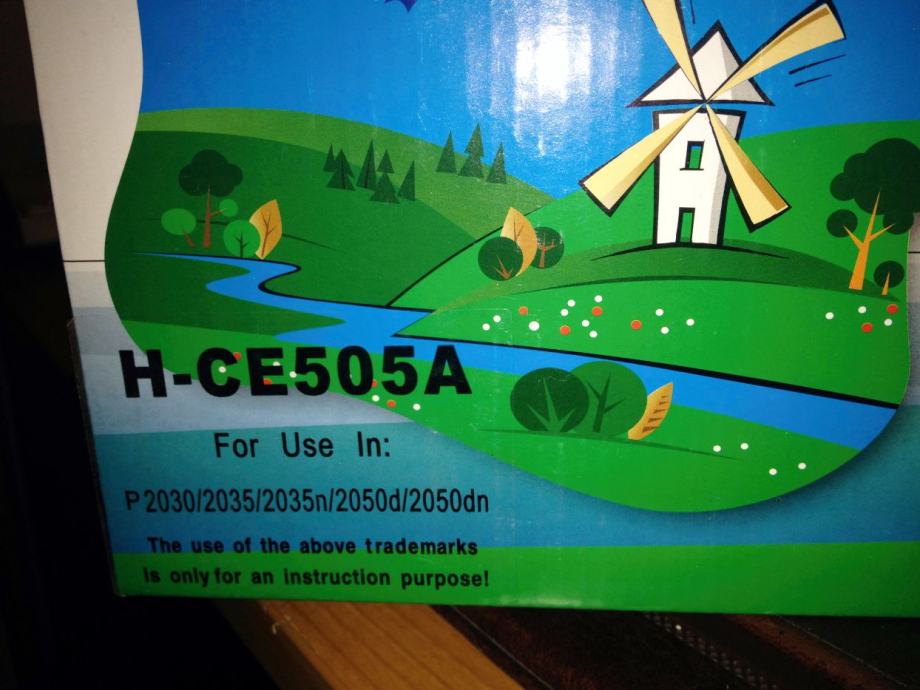 H-CE505A
For Use In:
P2030/2035/2035n/2050d/2050dn
The use of the above trademarks
Is only for an instruction purpose!